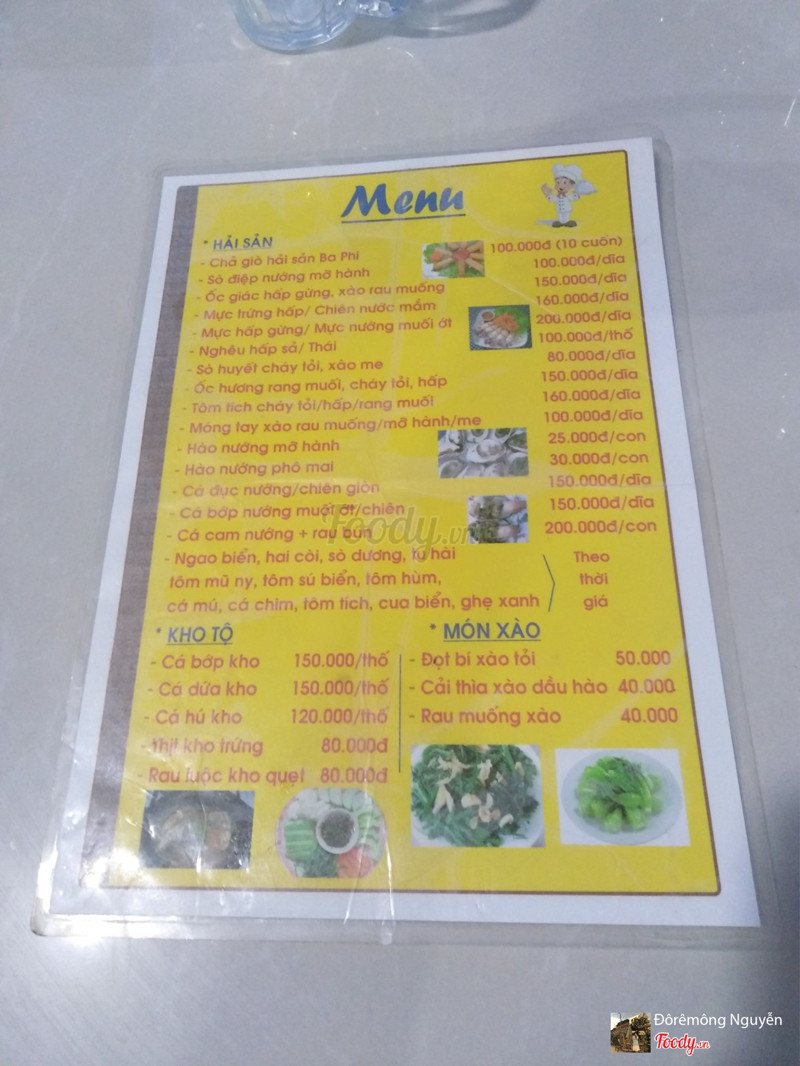 Menu
* HẢI SẢN
- Chả giò hải sản Ba Phi 100.000đ (10 cuốn)
- Sò điệp nướng mỡ hành 100.000đ/dĩa
- Ốc giác hấp gừng, xào rau muống 150.000đ/dĩa
- Mực trứng hấp/ Chiên nước mắm 160.000đ/dĩa
- Mực hấp gừng/ Mực nướng muối ớt 200.000đ/dĩa
- Nghêu hấp sả/ Thái 100.000đ/thố
- Sò huyết cháy tỏi, xào me 80.000đ/dĩa
- Ốc hương rang muối, cháy tỏi, hấp 150.000đ/dĩa
- Tôm tích cháy tỏi/hấp/rang muối 160.000đ/dĩa
- Móng tay xào rau muống/mỡ hành/me 100.000đ/dĩa
- Hào nướng mỡ hành 25.000đ/con
- Hào nướng phô mai 30.000đ/con
- Cá đục nướng/chiên giòn 150.000đ/dĩa
- Cá bớp nướng muối ớt/chiên 150.000đ/dĩa
- Cá cam nướng + rau bún 200.000đ/con
- Ngao biển, hai còi, sò dương, tu hài Theo
tôm mũ ny, tôm sú biển, tôm hùm, thời
cá mú, cá chim, tôm tích, cua biển, ghẹ xanh giá
* KHO TỘ
- Cá bớp kho 150.000/thố
- Cá dứa kho 150.000/thố
- Cá hú kho 120.000/thố
- Thịt kho trứng 80.000đ
- Rau luộc kho quẹt 80.000đ
* MÓN XÀO
- Đọt bí xào tỏi 50.000
- Cải thìa xào dầu hào 40.000
- Rau muống xào 40.000
Foody.vn
Đôrêmông Nguyễn
Foody.vn